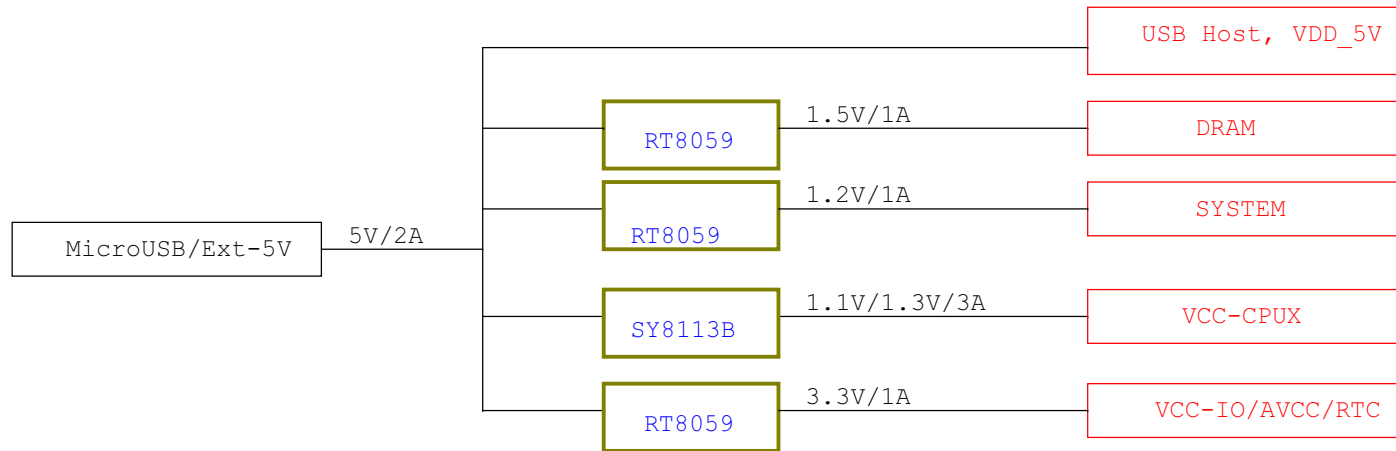 USB Host, VDD_5V
1.5V/1A
RT8059
DRAM
1.2V/1A
RT8059
SYSTEM
MicroUSB/Ext-5V
5V/2A
1.1V/1.3V/3A
SY8113B
VCC-CPUX
3.3V/1A
RT8059
VCC-IO/AVCC/RTC